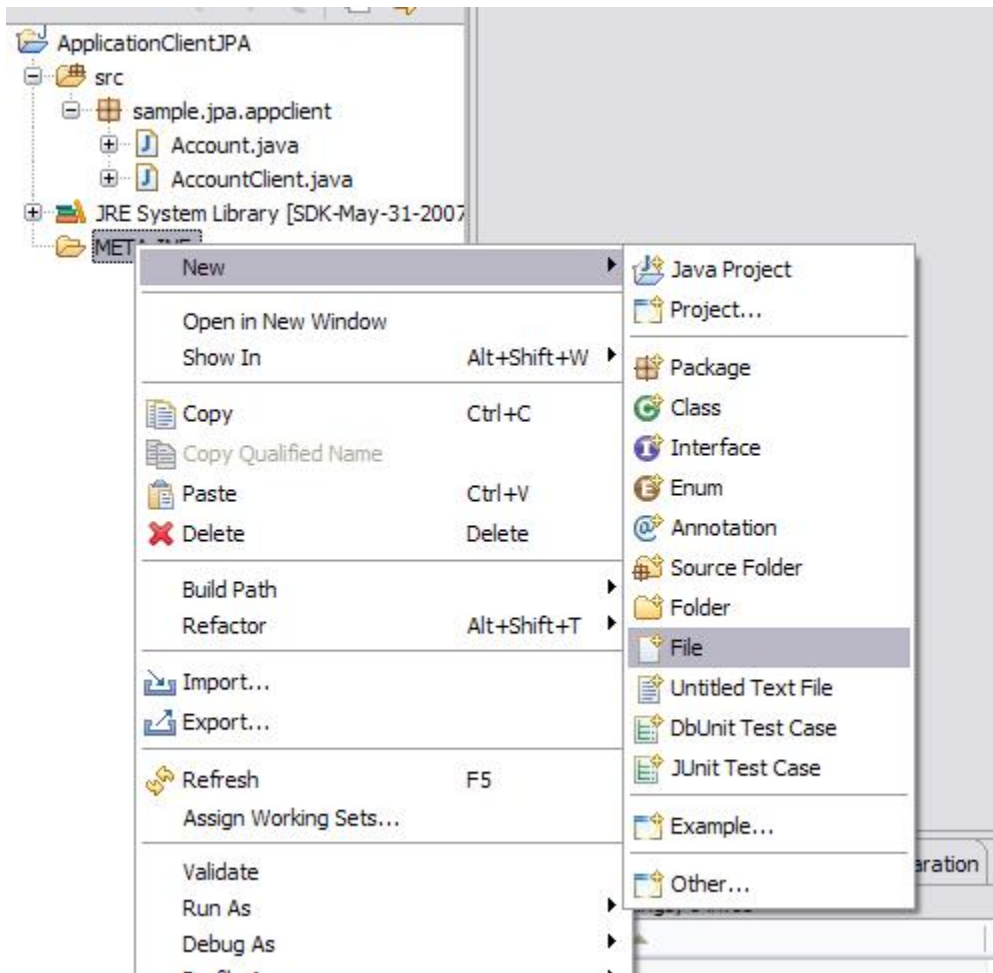 ApplicationClientJPA
src
sample.jpa.appclient
Account.java
AccountClient.java
JRE System Library [SDK-May-31-2007
New
Open in New Window
Show In Alt+Shift+W
Copy Ctrl+C
Copy Qualified Name
Paste Ctrl+V
Delete Delete
Build Path
Refactor Alt+Shift+T
Import...
Export...
Refresh F5
Assign Working Sets...
Validate
Run As
Debug As
Java Project
Project...
Package
Class
Interface
Enum
Annotation
Source Folder
Folder
File
Untitled Text File
DbUnit Test Case
JUnit Test Case
Example...
Other...
aration